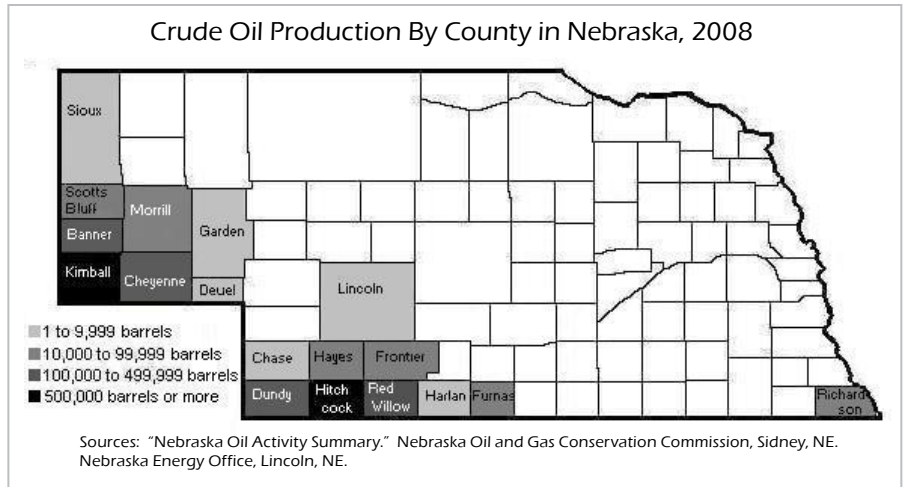 Crude Oil Production By County in Nebraska, 2008
Sioux
Scotts
Bluff
Morrill
Banner
Garden
Kimball
Cheyenne
Deuel
Lincoln
1 to 9,999 barrels
10,000 to 99,999 barrels
100,000 to 499,999 barrels
500,000 barrels or more
Chase
Hayes
Frontier
Dundy
Hitch
cock
Red
Willow
Harlan
Furnas
Richard
son
Sources: "Nebraska Oil Activity Summary." Nebraska Oil and Gas Conservation Commission, Sidney, NE.
Nebraska Energy Office, Lincoln, NE.